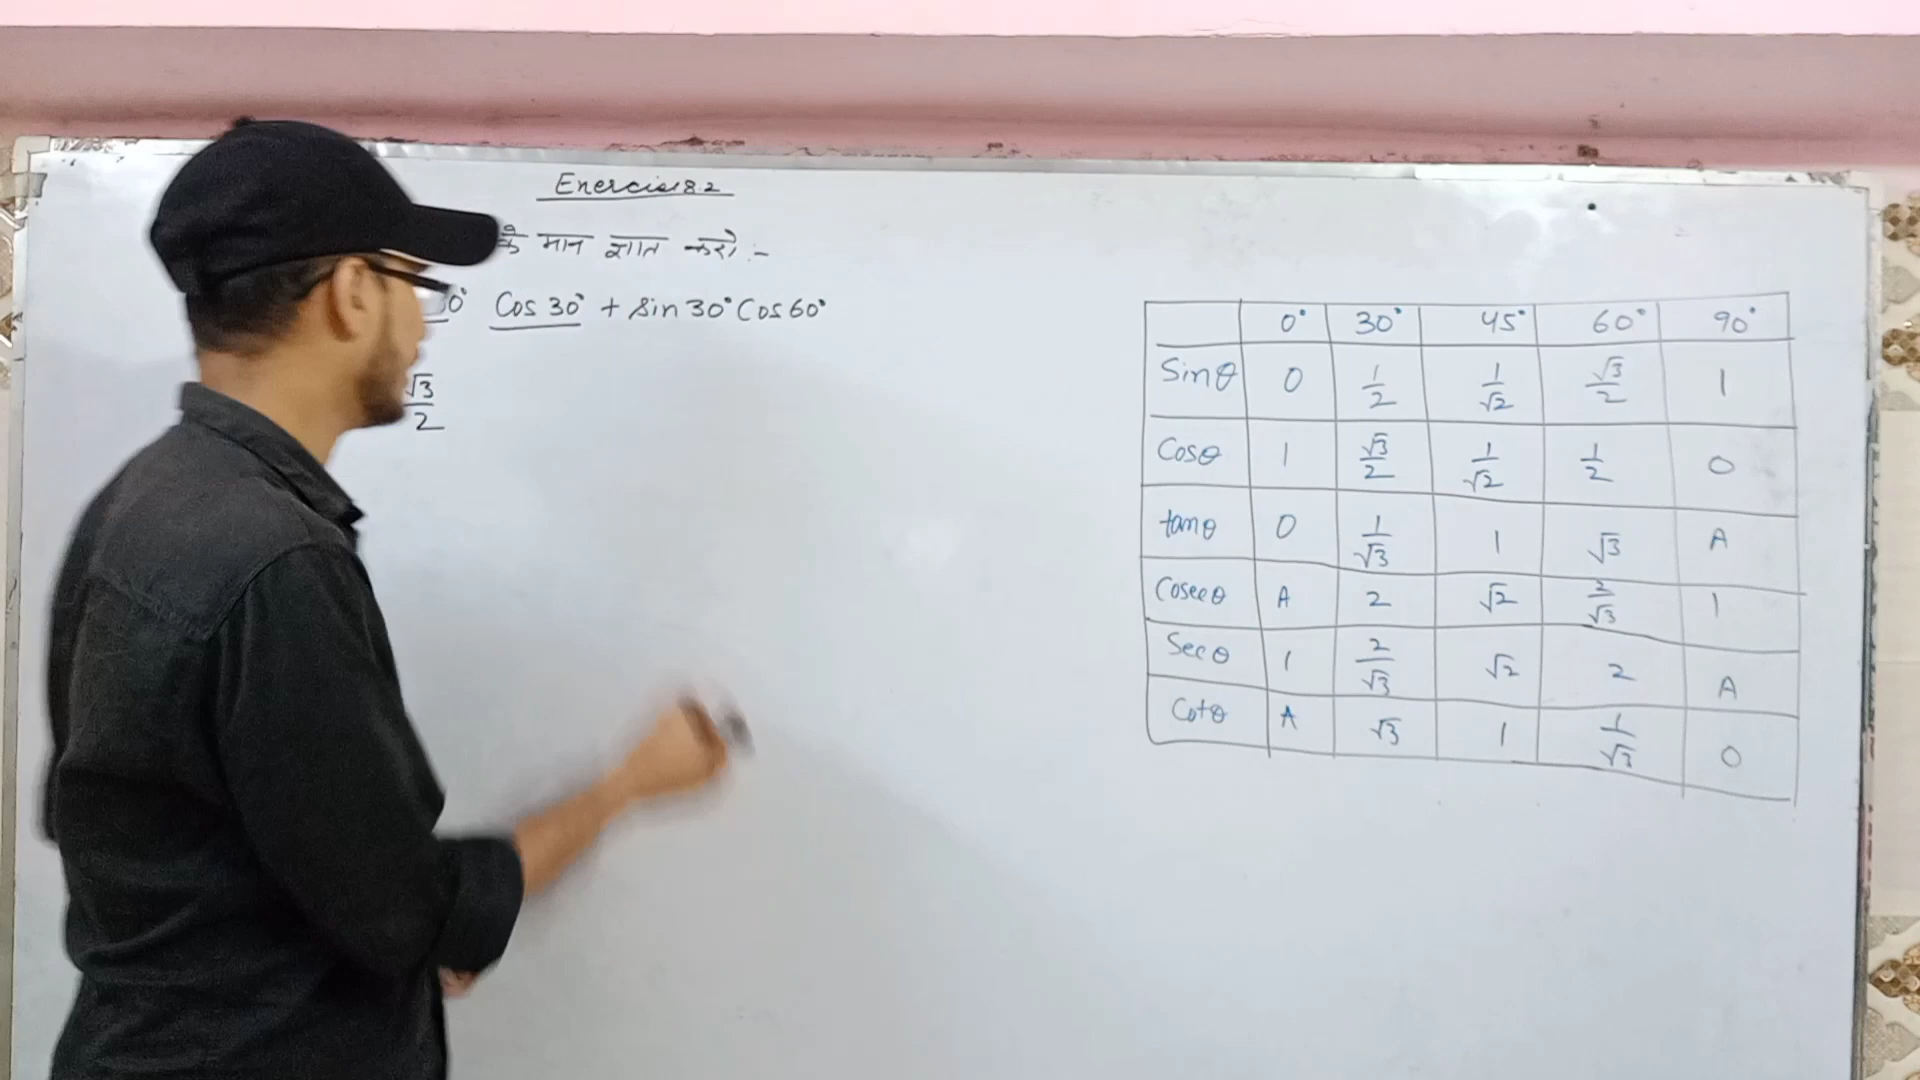 Exercise 8.2
के मान ज्ञात करो :-
0° Cos 30° + Sin 30° Cos 60°
√3/2
0° 30° 45° 60° 90°
Sinθ 0 1/2 1/√2 √3/2 1
Cosθ 1 √3/2 1/√2 1/2 0
tanθ 0 1/√3 1 √3 A
Cosecθ A 2 √2 2/√3 1
Secθ 1 2/√3 √2 2 A
Cotθ A √3 1 1/√3 0